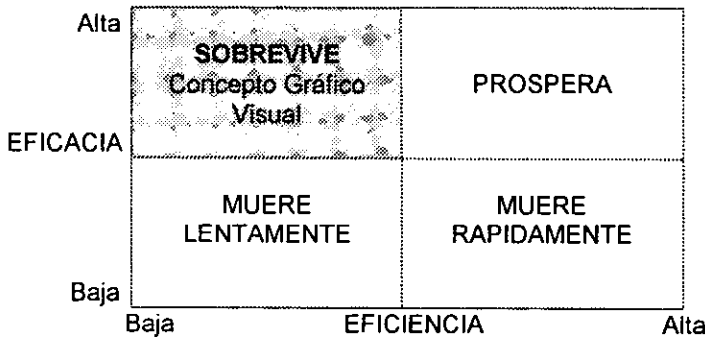 Alta
SOBREVIVE
Concepto Gráfico
Visual
PROSPERA
EFICACIA
MUERE
LENTAMENTE
MUERE
RAPIDAMENTE
Baja
Baja
EFICIENCIA
Alta